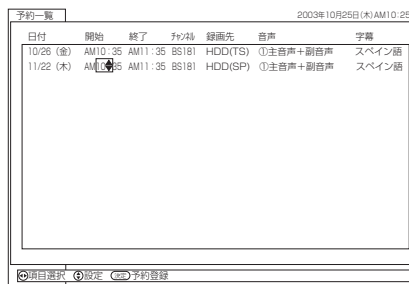 予約一覧 2003年10月25日(木)AM10:25
日付 開始 終了 ﾁｬﾝﾈﾙ 録画先 音声 字幕
10/26 (金) AM10:35 AM11:35 BS181 HDD(TS) ①主音声+副音声 スペイン語
11/22 (木) AM10:35 AM11:35 BS181 HDD(SP) ①主音声+副音声 スペイン語
項目選択 設定 決定 予約登録